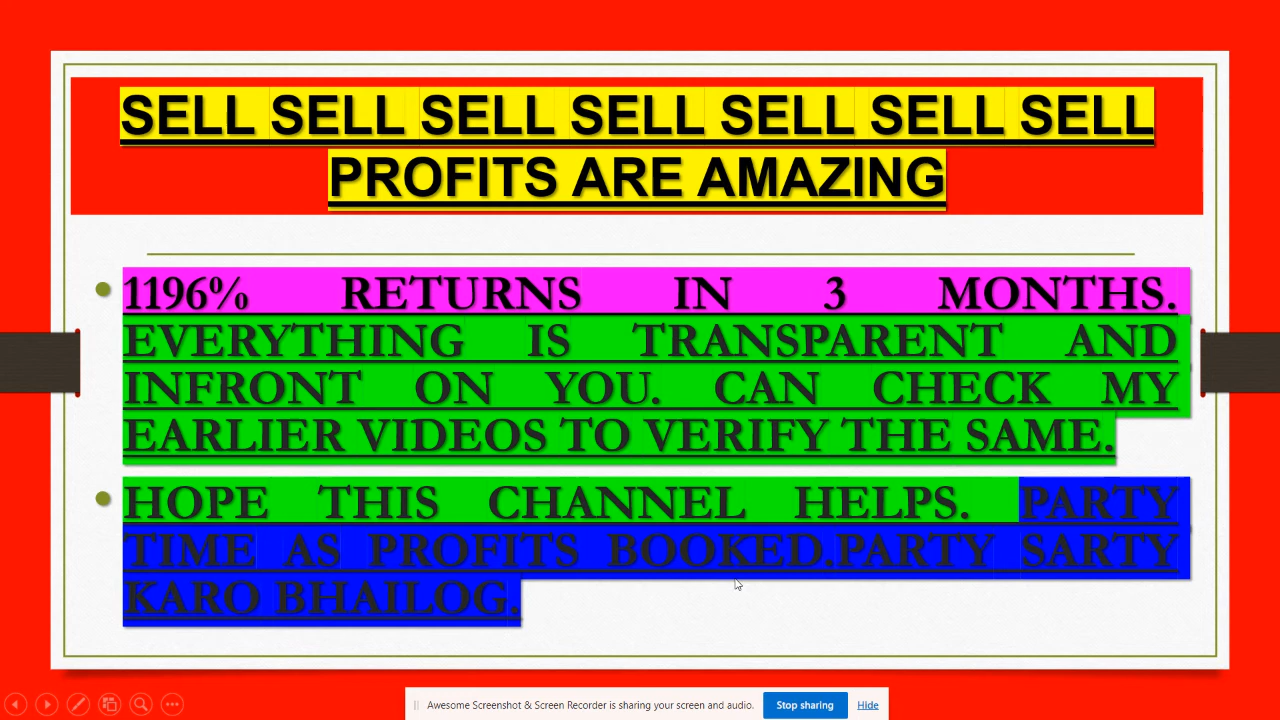 SELL SELL SELL SELL SELL SELL SELL
PROFITS ARE AMAZING
1196% RETURNS IN 3 MONTHS.
EVERYTHING IS TRANSPARENT AND
INFRONT ON YOU. CAN CHECK MY
EARLIER VIDEOS TO VERIFY THE SAME.
HOPE THIS CHANNEL HELPS. PARTY
TIME AS PROFITS BOOKED.PARTY SARTY
KARO BHAILOG.
Awesome Screenshot & Screen Recorder is sharing your screen and audio. Stop sharing Hide